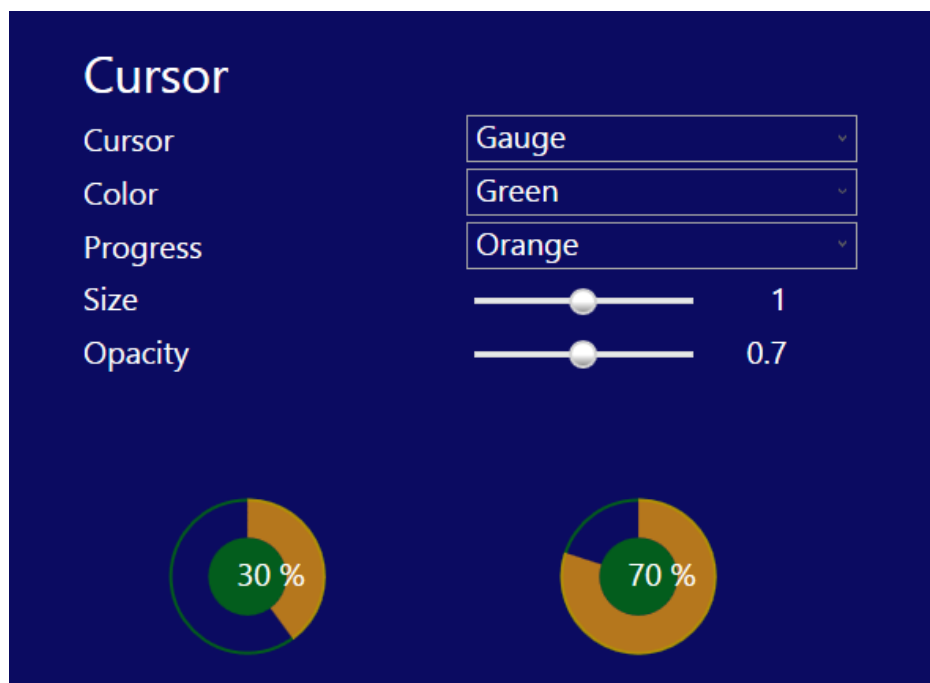 Cursor
Cursor Gauge
Color Green
Progress Orange
Size 1
Opacity 0.7
30 % 70 %